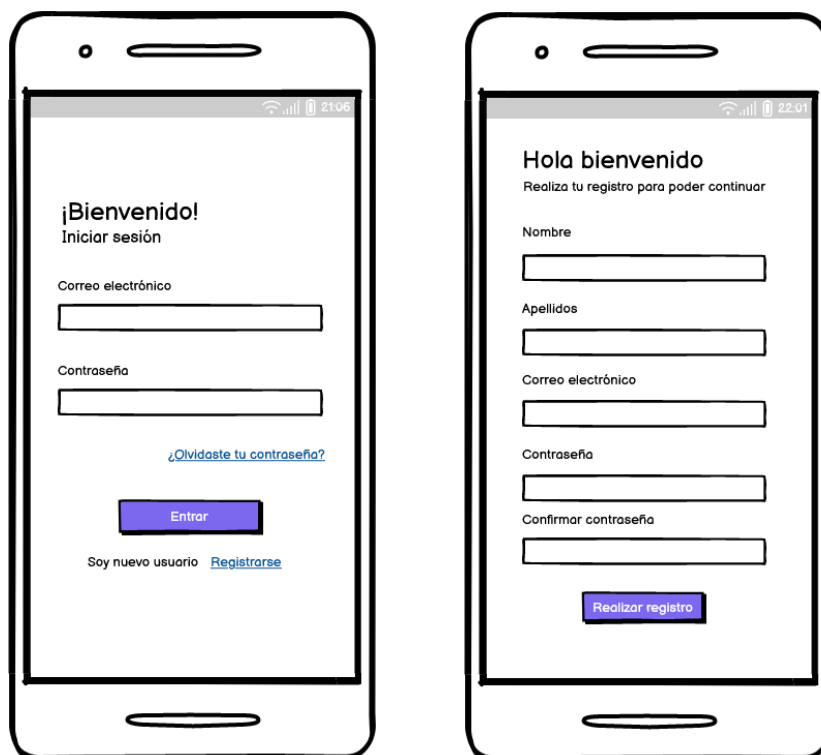 21:06
¡Bienvenido!
Iniciar sesión
Correo electrónico
Contraseña
¿Olvidaste tu contraseña?
Entrar
Soy nuevo usuario Registrarse
22:01
Hola bienvenido
Realiza tu registro para poder continuar
Nombre
Apellidos
Correo electrónico
Contraseña
Confirmar contraseña
Realizar registro